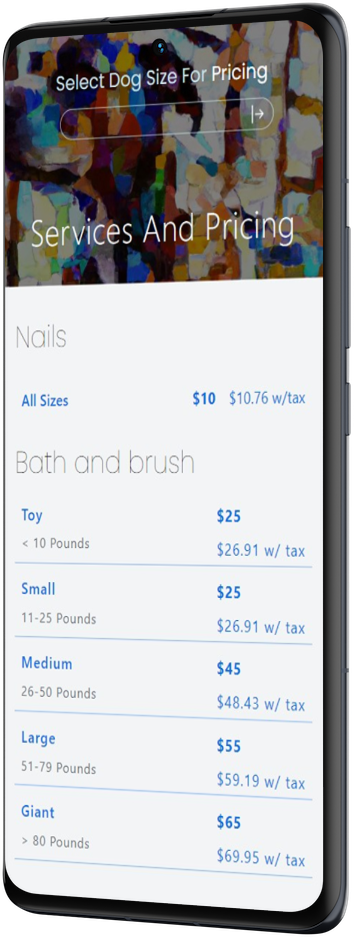 Select Dog Size For Pricing
Services And Pricing
Nails
All Sizes $10 $10.76 w/tax
Bath and brush
Toy $25
< 10 Pounds $26.91 w/ tax
Small $25
11-25 Pounds $26.91 w/ tax
Medium $45
26-50 Pounds $48.43 w/ tax
Large $55
51-79 Pounds $59.19 w/ tax
Giant $65
> 80 Pounds $69.95 w/ tax